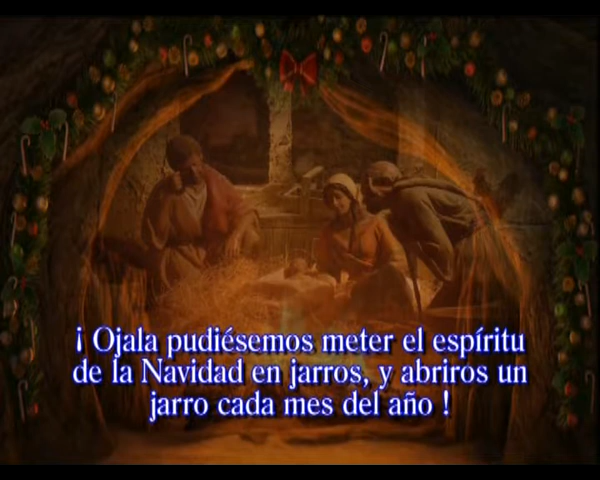 ¡ Ojala pudiésemos meter el espíritu
de la Navidad en jarros, y abriros un
jarro cada mes del año !